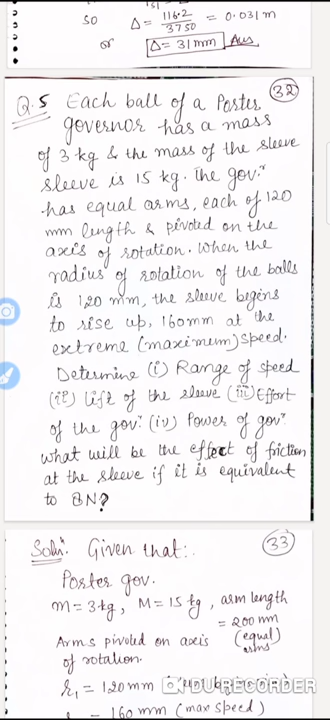 so Δ = 116.2 / 3750 = 0.031 m
or Δ = 31 mm Ans
32
Q.5 Each ball of a Poster
governor has a mass
of 3 kg & the mass of the sleeve
sleeve is 15 kg. The gov.r
has equal arms, each of 120
mm length & pivoted on the
axis of rotation. When the
radius of rotation of the balls
is 120 mm, the sleeve begins
to rise up, 160mm at the
extreme (maximum) speed.
Determine (i) Range of speed
(ii) Lift of the sleeve (iii) Effort
of the gov.r (iv) Power of gov.r
What will be the effect of friction
at the sleeve if it is equivalent
to 8N?
33
Soln: Given that:.
Poster gov.
m = 3 kg, M = 15 kg, arm length
= 200 mm
(equal
arms)
Arms pivoted on axis
of rotation.
r1 = 120 mm
DU RECORDER
= 160 mm (max speed)